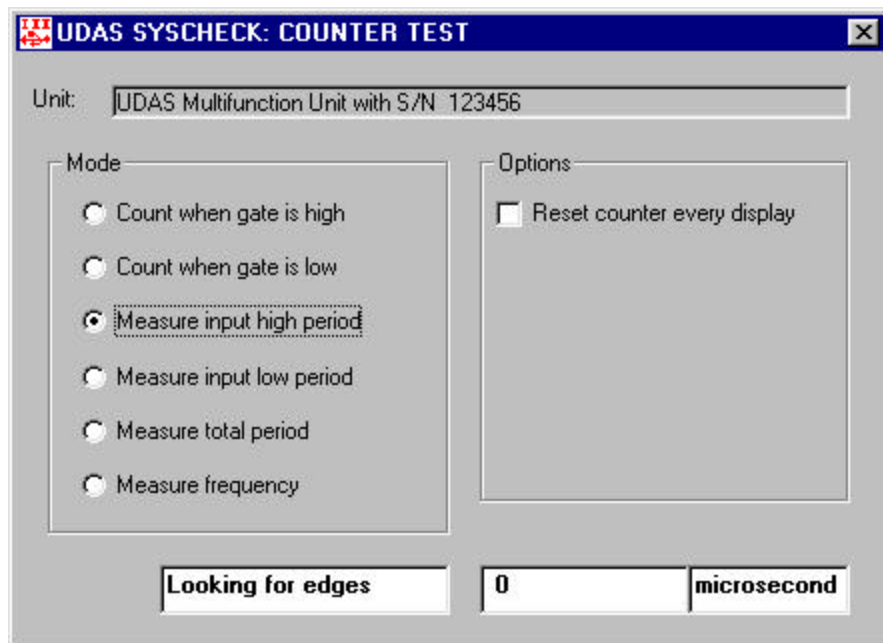 UDAS SYSCHECK: COUNTER TEST
Unit: UDAS Multifunction Unit with S/N 123456
Mode
Count when gate is high
Count when gate is low
Measure input high period
Measure input low period
Measure total period
Measure frequency
Options
Reset counter every display
Looking for edges 0 microsecond